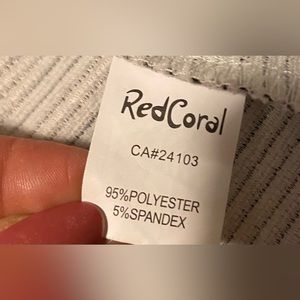 RedCoral
CA#24103
95%POLYESTER
5%SPANDEX